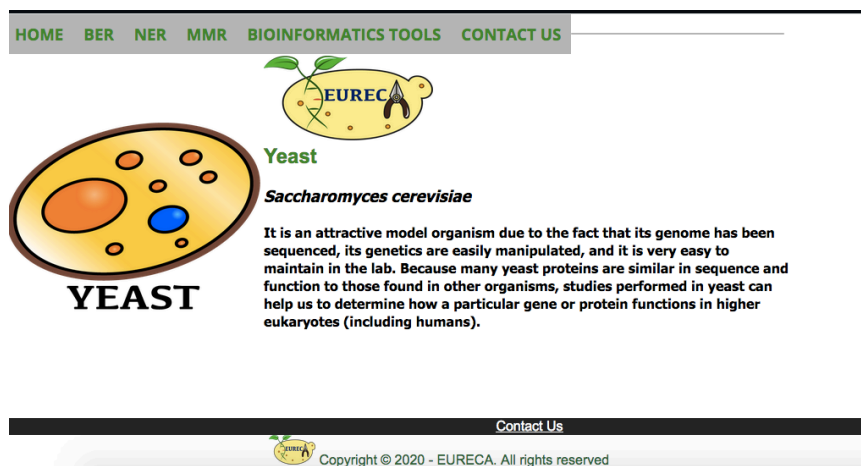 HOME BER NER MMR BIOINFORMATICS TOOLS CONTACT US
EUREC
Yeast
Saccharomyces cerevisiae
It is an attractive model organism due to the fact that its genome has been
sequenced, its genetics are easily manipulated, and it is very easy to
maintain in the lab. Because many yeast proteins are similar in sequence and
function to those found in other organisms, studies performed in yeast can
help us to determine how a particular gene or protein functions in higher
eukaryotes (including humans).
YEAST
Contact Us
EUREC
Copyright © 2020 - EURECA. All rights reserved